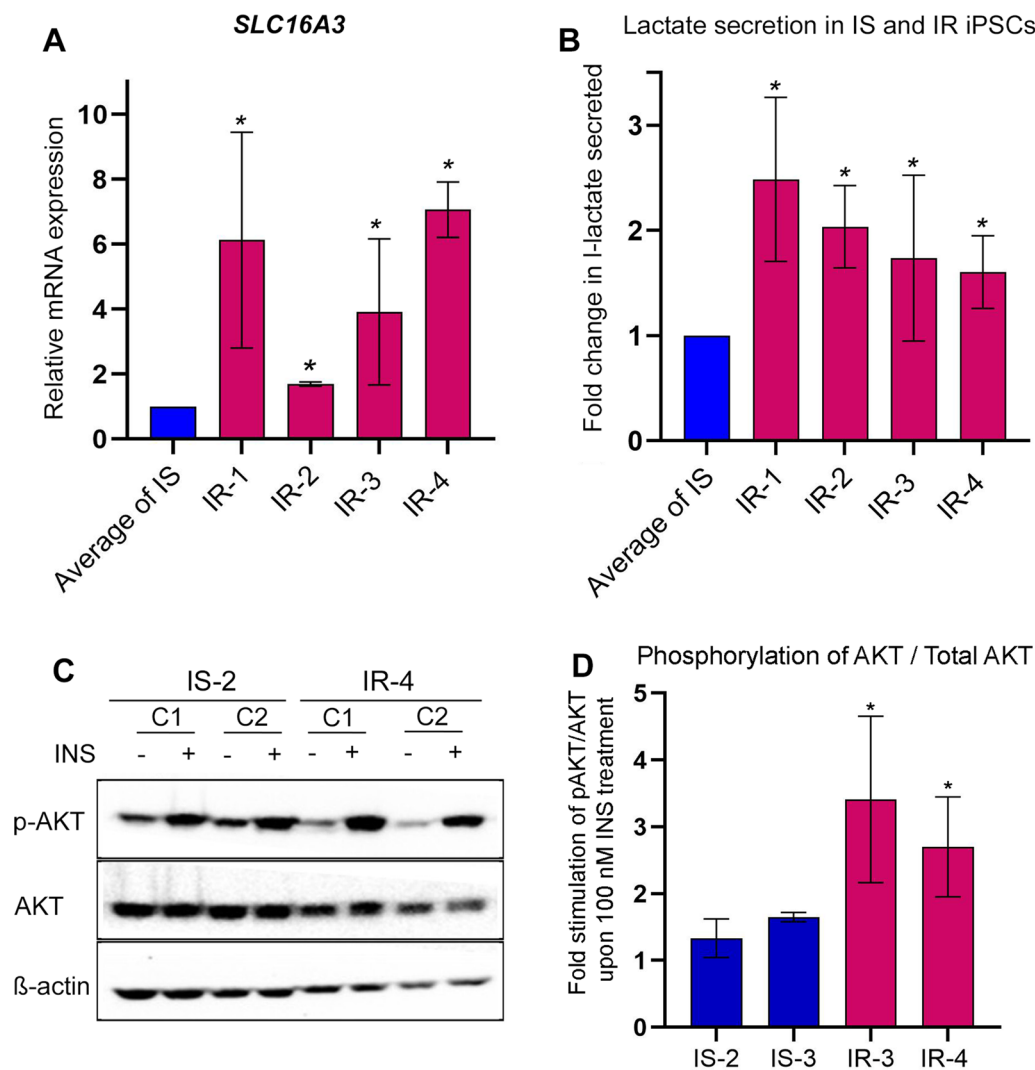 A
SLC16A3
Relative mRNA expression
10
8
6
4
2
0
*
*
*
*
Average of IS
IR-1
IR-2
IR-3
IR-4
B
Lactate secretion in IS and IR iPSCs
Fold change in l-lactate secreted
3
2
1
0
*
*
*
*
Average of IS
IR-1
IR-2
IR-3
IR-4
C
IS-2 IR-4
C1 C2 C1 C2
INS - + - + - + - +
p-AKT
AKT
ß-actin
D
Phosphorylation of AKT / Total AKT
Fold stimulation of pAKT/AKT
upon 100 nM INS treatment
5
4
3
2
1
0
*
*
IS-2 IS-3 IR-3 IR-4